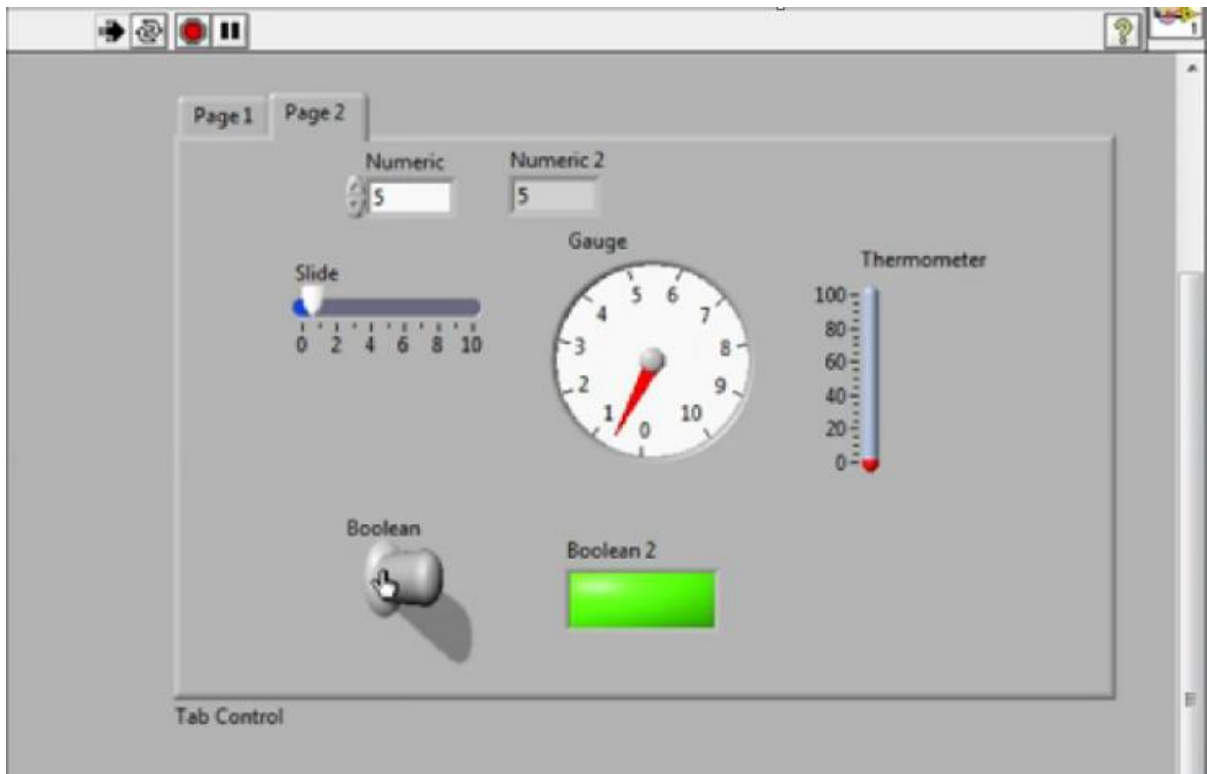 1
Page 1 Page 2
Numeric Numeric 2
5 5
Gauge
Thermometer
Slide
0 2 4 6 8 10
0 1 2 3 4 5 6 7 8 9 10
100
80
60
40
20
0
Boolean
Boolean 2
Tab Control